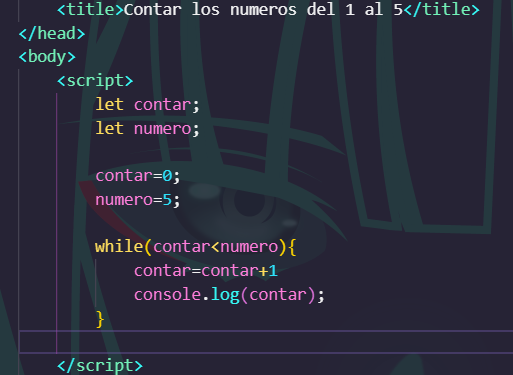 <title>Contar los numeros del 1 al 5</title>
</head>
<body>
<script>
let contar;
let numero;
contar=0;
numero=5;
while(contar<numero){
contar=contar+1
console.log(contar);
}
</script>